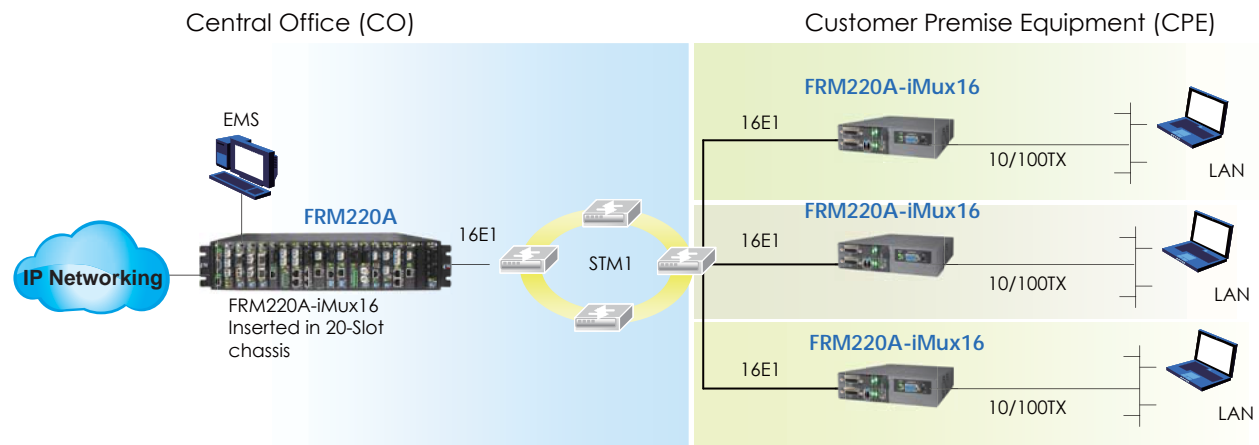 Central Office (CO)
Customer Premise Equipment (CPE)
EMS
FRM220A
IP Networking
16E1
FRM220A-iMux16
Inserted in 20-Slot
chassis
STM1
FRM220A-iMux16
16E1
10/100TX
LAN
FRM220A-iMux16
16E1
10/100TX
LAN
FRM220A-iMux16
16E1
10/100TX
LAN